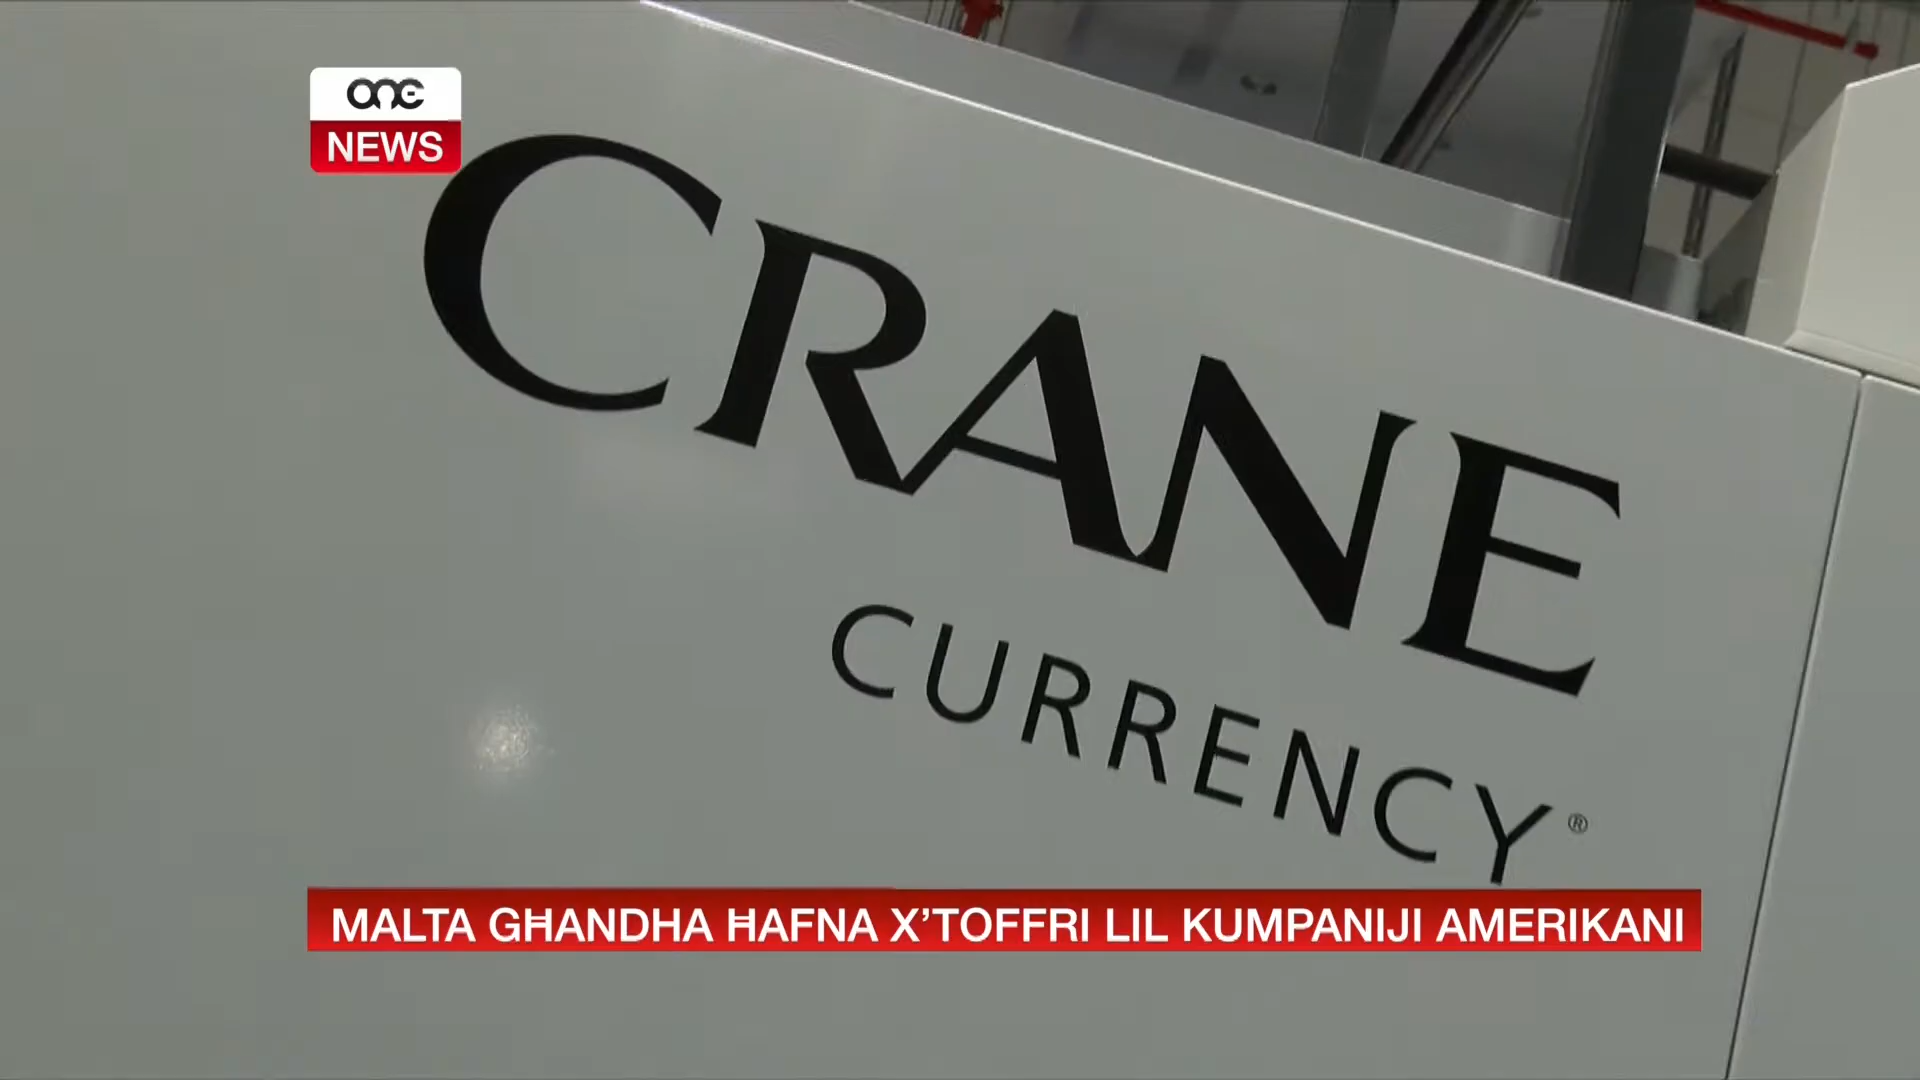 one
NEWS
CRANE
CURRENCY®
MALTA GĦANDHA ĦAFNA X'TOFFRI LIL KUMPANIJI AMERIKANI